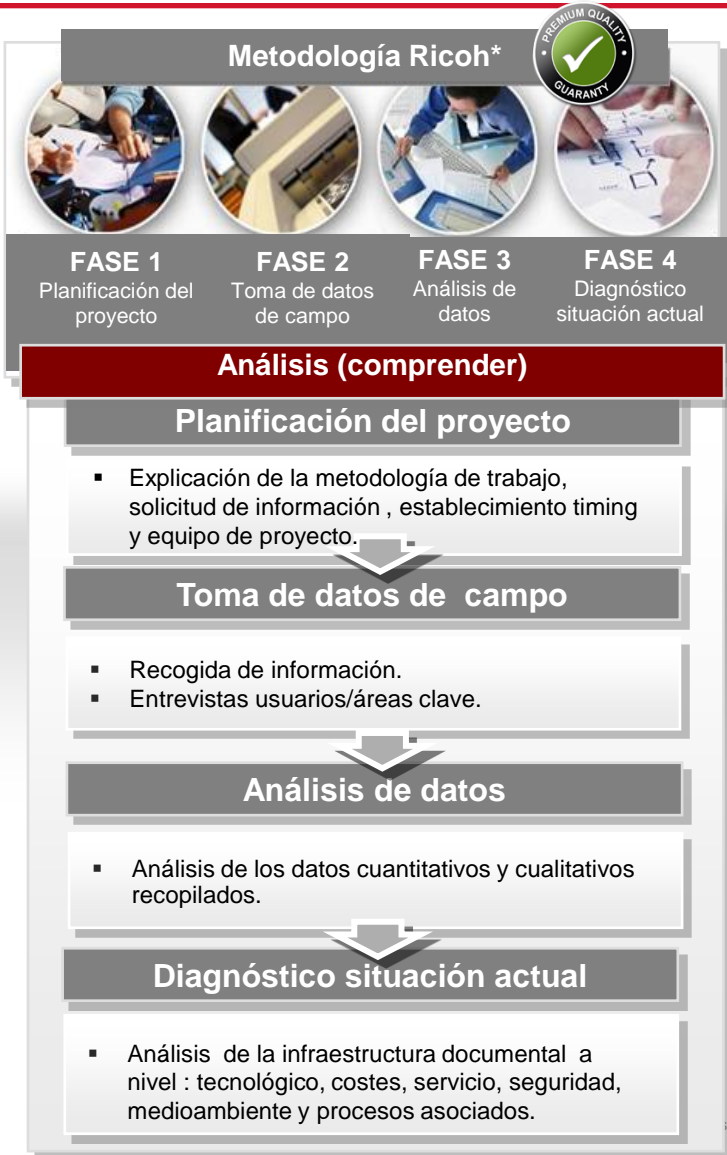 Metodología Ricoh*
PREMIUM QUALITY
GUARANTY
FASE 1
Planificación del
proyecto
FASE 2
Toma de datos
de campo
FASE 3
Análisis de
datos
FASE 4
Diagnóstico
situación actual
Análisis (comprender)
Planificación del proyecto
▪ Explicación de la metodología de trabajo,
solicitud de información , establecimiento timing
y equipo de proyecto.
Toma de datos de campo
▪ Recogida de información.
▪ Entrevistas usuarios/áreas clave.
Análisis de datos
▪ Análisis de los datos cuantitativos y cualitativos
recopilados.
Diagnóstico situación actual
▪ Análisis de la infraestructura documental a
nivel : tecnológico, costes, servicio, seguridad,
medioambiente y procesos asociados.